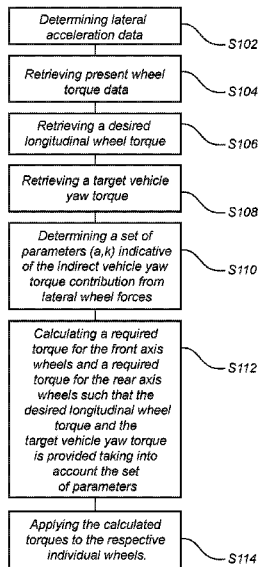 Determining lateral
acceleration data
S102
Retrieving present wheel
torque data
S104
Retrieving a desired
longitudinal wheel torque
S106
Retrieving a target vehicle
yaw torque
S108
Determining a set of
parameters (a,k) indicative
of the indirect vehicle yaw
torque contribution from
lateral wheel forces
S110
Calculating a required
torque for the front axis
wheels and a required
torque for the rear axis
wheels such that the
desired longitudinal wheel
torque and the
target vehicle yaw torque
is provided taking into
account the set
of parameters
S112
Applying the calculated
torques to the respective
individual wheels.
S114